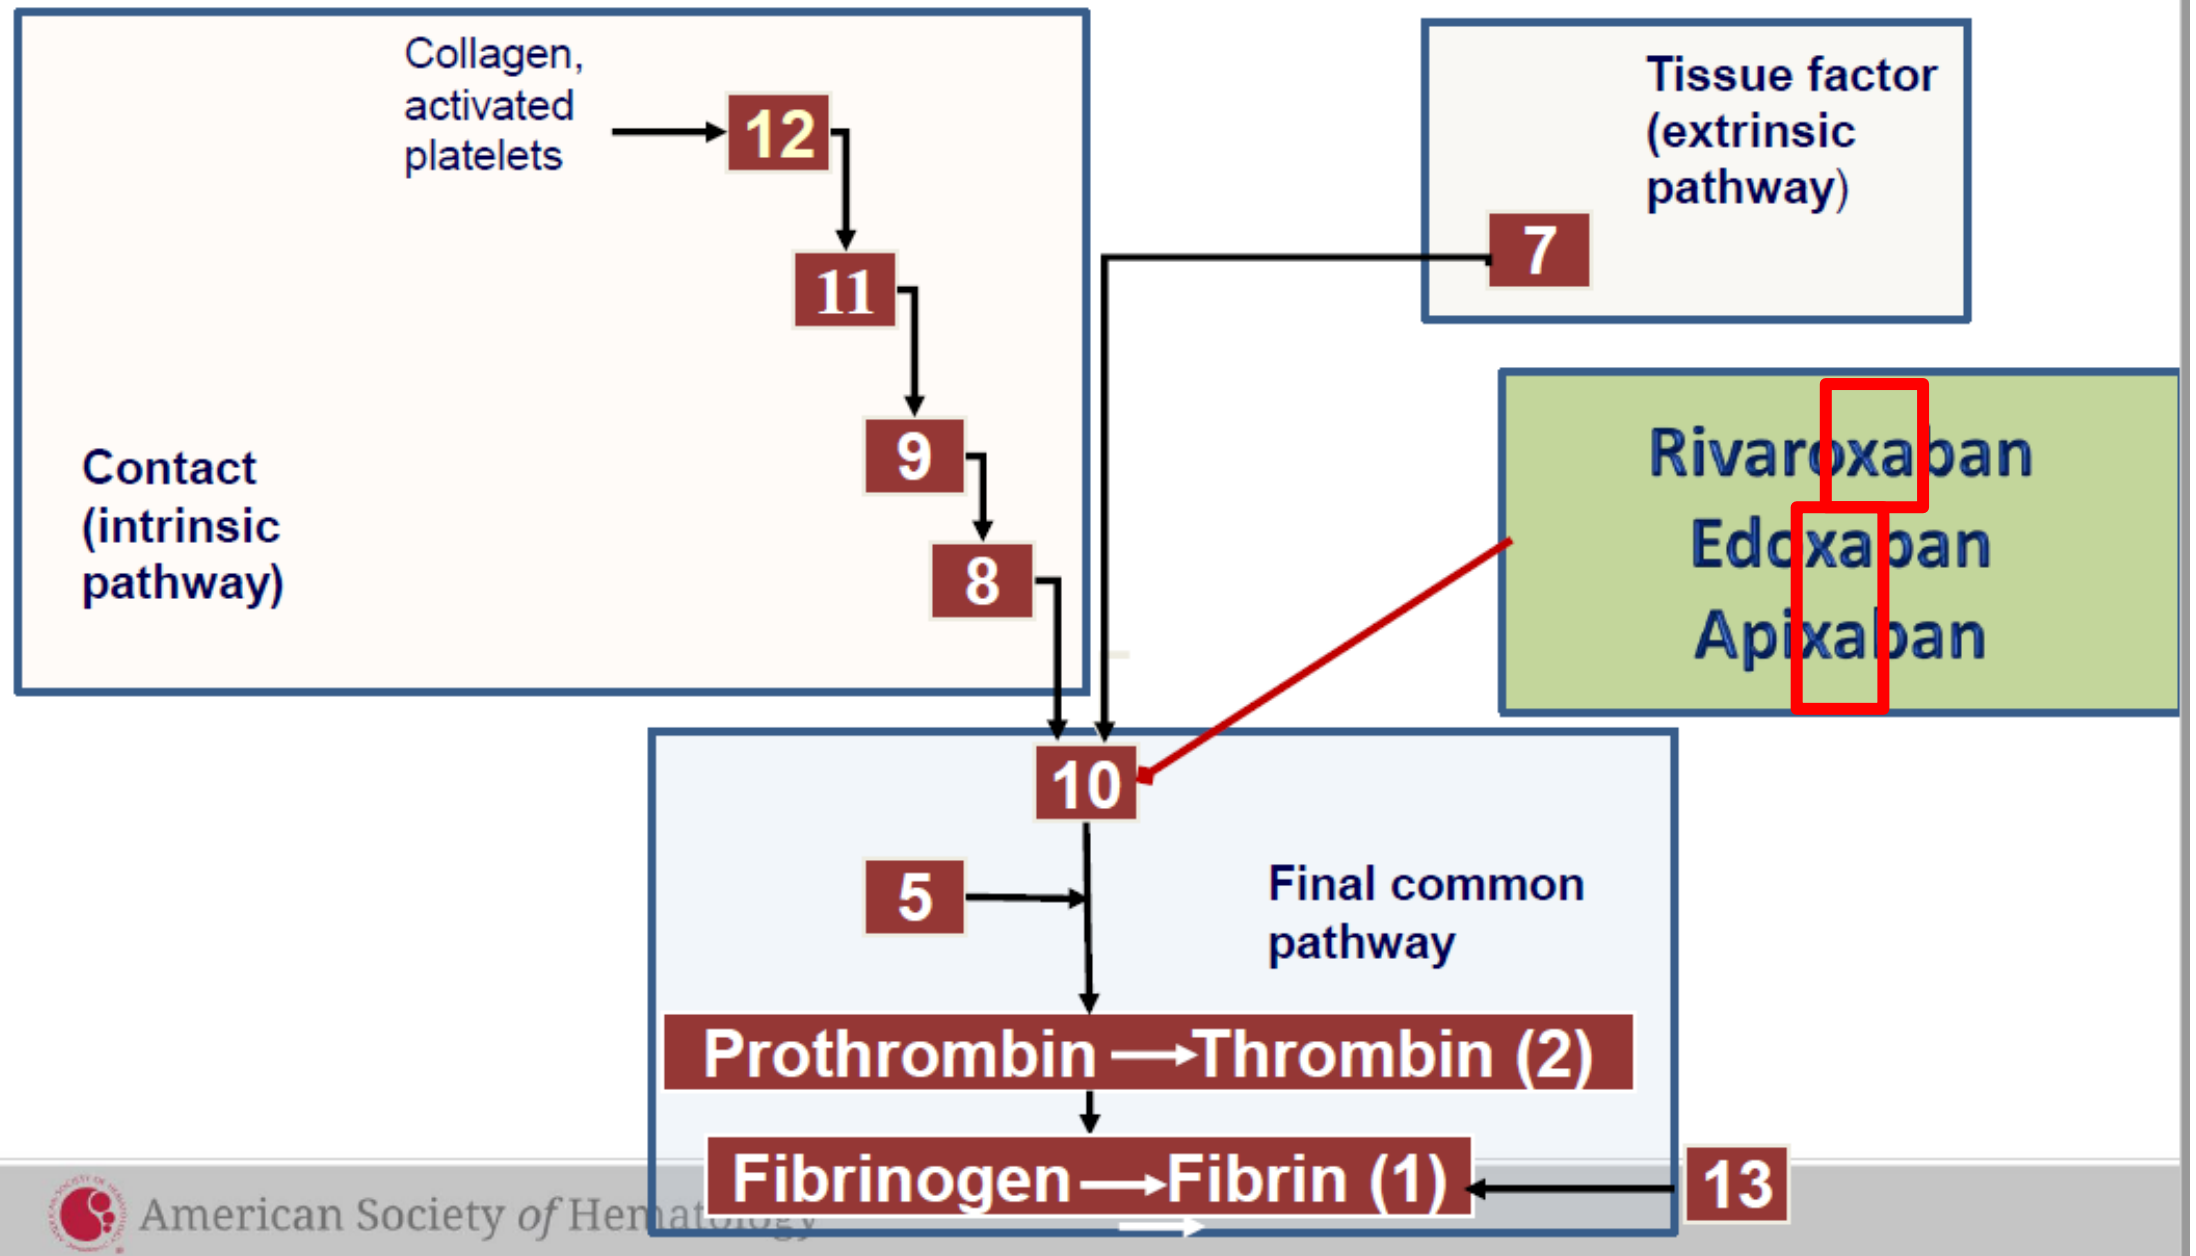 Collagen,
activated
platelets
12
11
9
8
Contact
(intrinsic
pathway)
Tissue factor
(extrinsic
pathway)
7
Rivaroxaban
Edoxaban
Apixaban
10
5
Final common
pathway
Prothrombin Thrombin (2)
Fibrinogen Fibrin (1)
13
American Society of Hematology